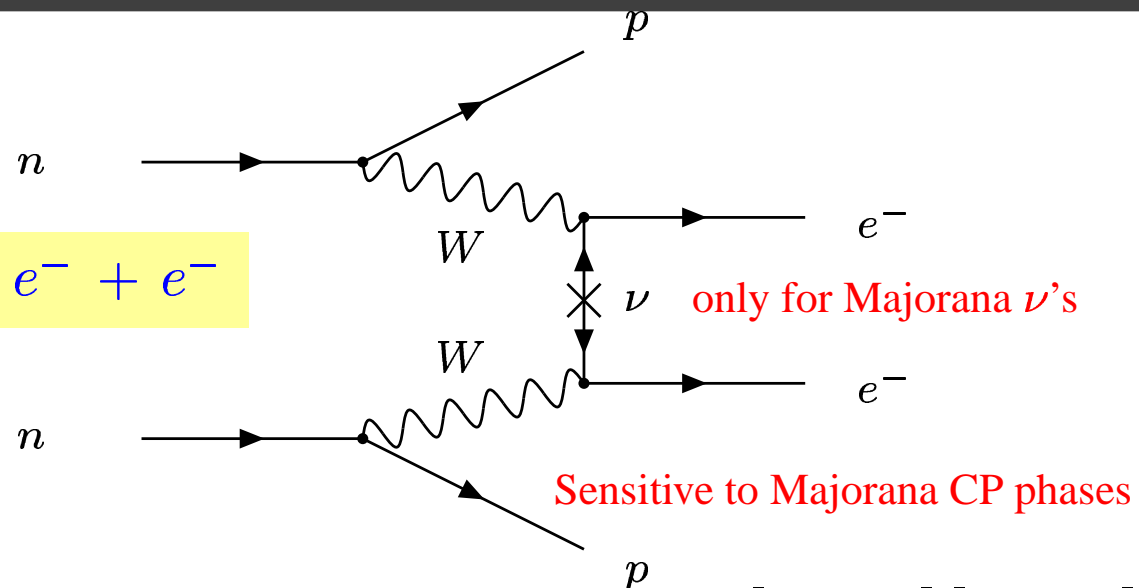 p
n
W
e⁻
e⁻ + e⁻
ν only for Majorana ν's
W
e⁻
n
Sensitive to Majorana CP phases
p